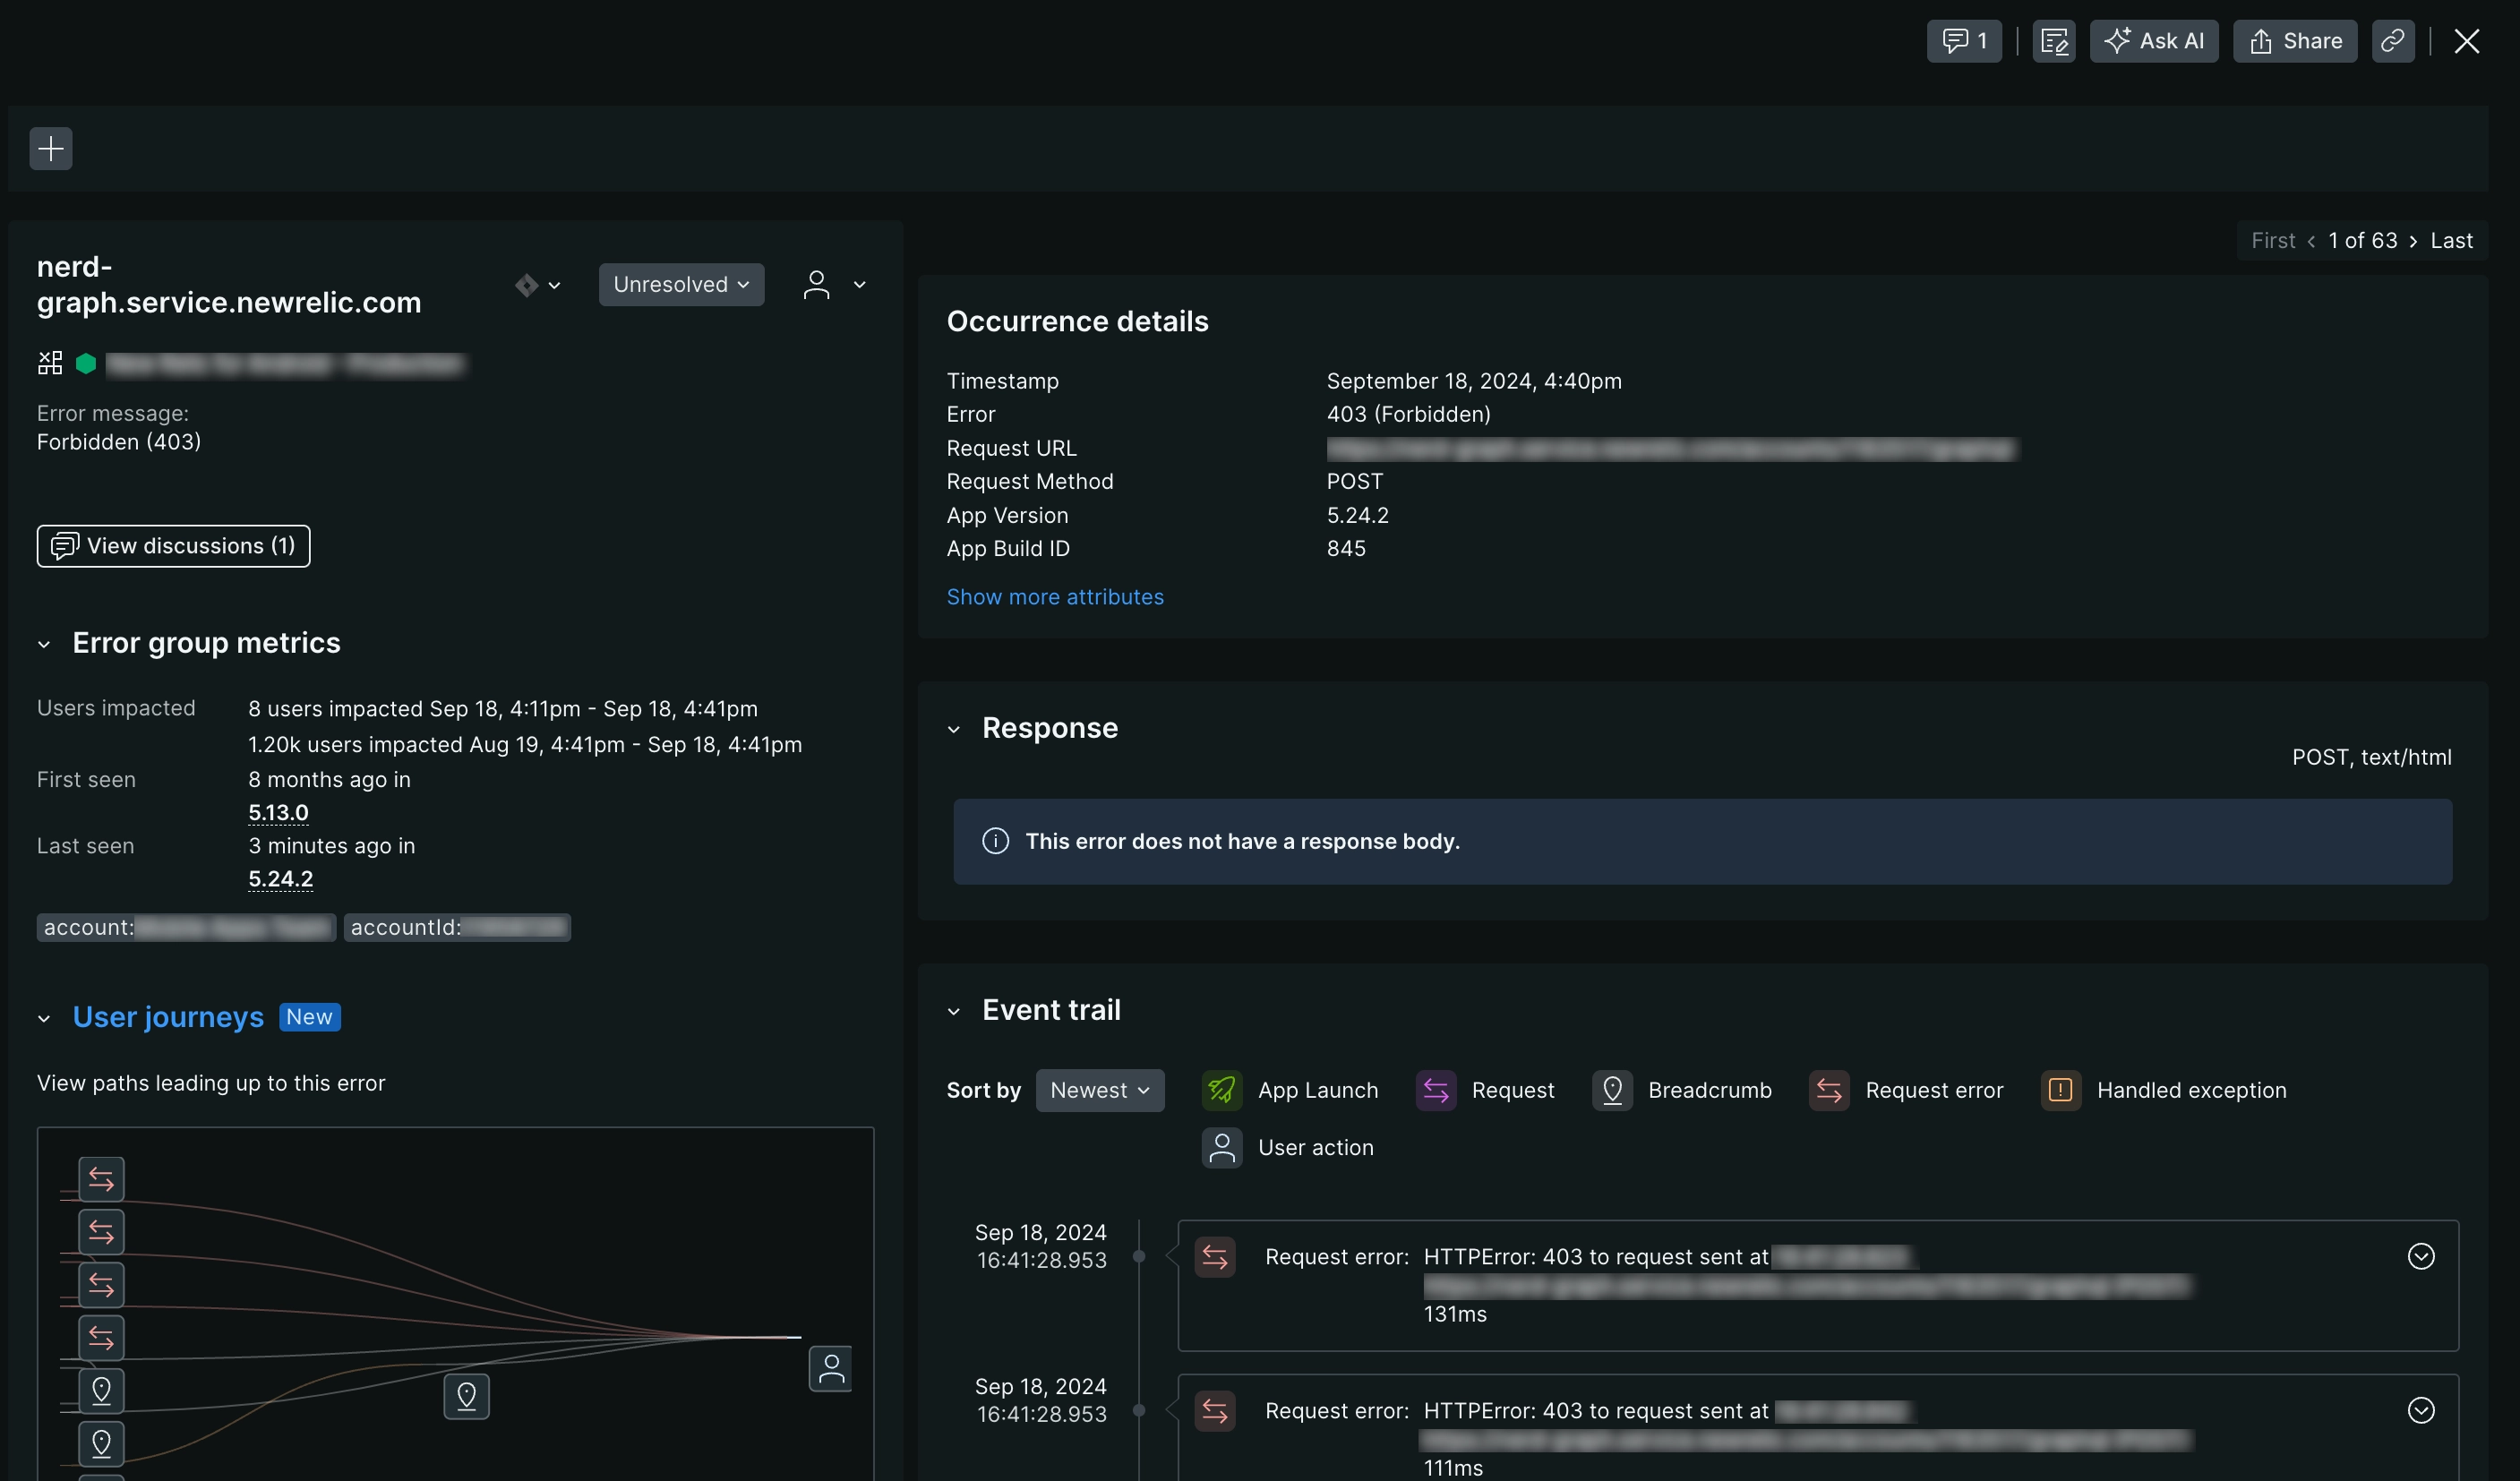 1
Ask AI
Share
nerd-
graph.service.newrelic.com
Unresolved
Error message:
Forbidden (403)
View discussions (1)
Error group metrics
Users impacted
8 users impacted Sep 18, 4:11pm - Sep 18, 4:41pm
1.20k users impacted Aug 19, 4:41pm - Sep 18, 4:41pm
First seen
8 months ago in
5.13.0
Last seen
3 minutes ago in
5.24.2
account:
accountId:
User journeys New
View paths leading up to this error
First 1 of 63 Last
Occurrence details
Timestamp September 18, 2024, 4:40pm
Error 403 (Forbidden)
Request URL
Request Method POST
App Version 5.24.2
App Build ID 845
Show more attributes
Response
POST, text/html
This error does not have a response body.
Event trail
Sort by Newest App Launch Request Breadcrumb Request error Handled exception
User action
Sep 18, 2024
16:41:28.953
Request error: HTTPError: 403 to request sent at
131ms
Sep 18, 2024
16:41:28.953
Request error: HTTPError: 403 to request sent at
111ms